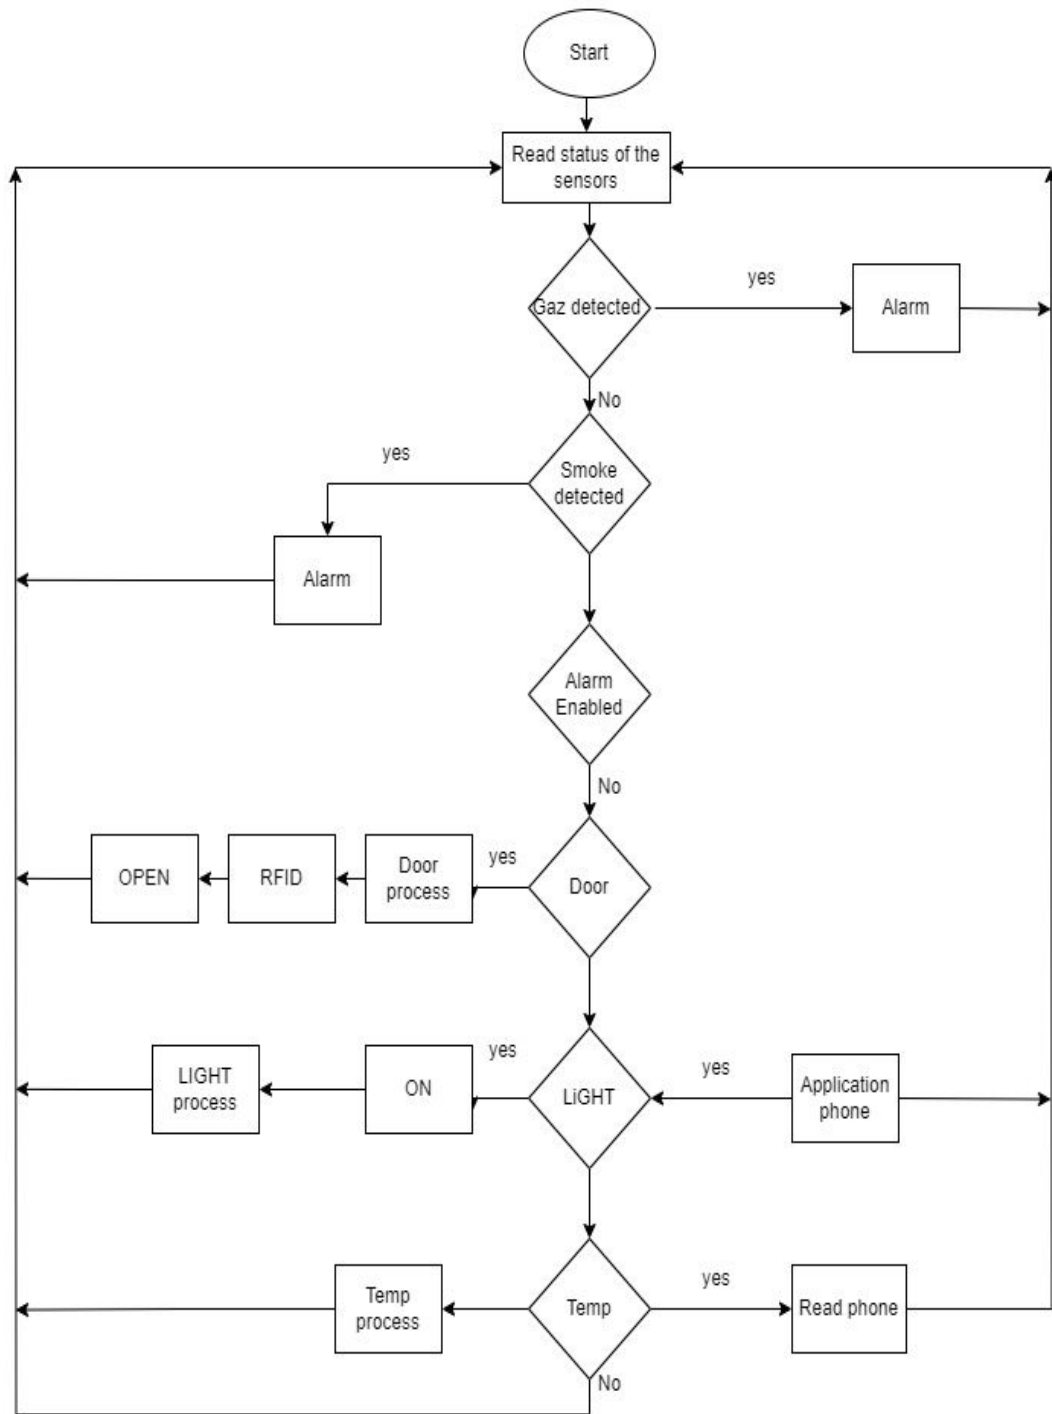 Start
Read status of the
sensors
Gaz detected
yes
Alarm
No
yes
Smoke
detected
Alarm
Alarm
Enabled
No
OPEN
RFID
Door
process
yes
Door
LIGHT
process
ON
yes
LiGHT
yes
Application
phone
Temp
process
Temp
yes
Read phone
No